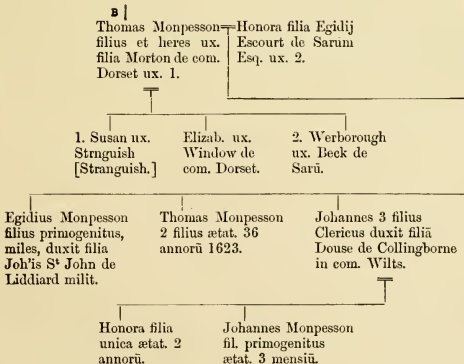 B
Thomas Monpesson
filius et heres ux.
filia Morton de com.
Dorset ux. 1.
Honora filia Egidij
Escourt de Sarum̄
Esq. ux. 2.
1. Susan ux.
Strnguish
[Stranguish.]
Elizab. ux.
Window de
com. Dorset.
2. Werborough
ux. Beck de
Sarū.
Egidius Monpesson
filius primogenitus,
miles, duxit filia
Joh'is Sᵗ John de
Liddiard milit.
Thomas Monpesson
2 filius ætat. 36
annorū 1623.
Johannes 3 filius
Clericus duxit filiā
Douse de Collingborne
in com. Wilts.
Honora filia
unica ætat. 2
annorū.
Johannes Monpesson
fil. primogenitus
ætat. 3 mensiū.